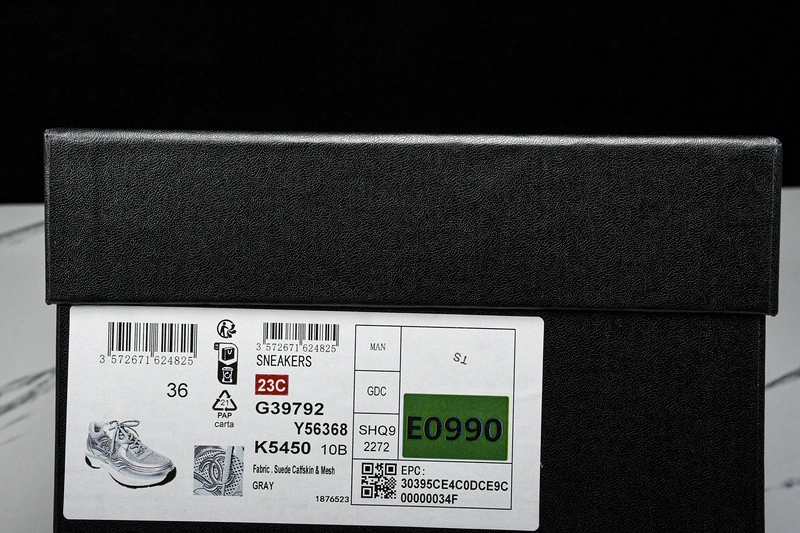 3 572671 624825
36
21
PAP
carta
3 572671 624825
SNEAKERS
23C
G39792
Y56368
K5450 10B
Fabric . Suede Calfskin & Mesh
GRAY
1876523
MAN
GDC
SHQ9
2272
ST
E0990
EPC:
30395CE4C0DCE9C
00000034F